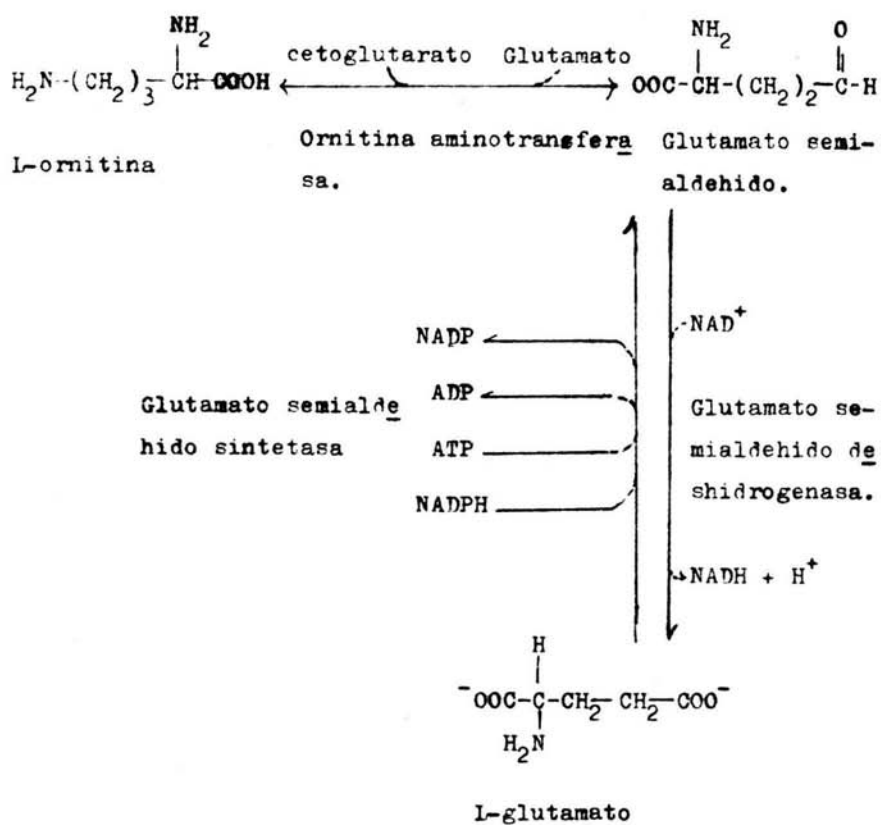 NH2 NH2 O
cetoglutarato Glutamato
H2N-(CH2)3-CH-COOH OOC-CH-(CH2)2-C-H
Ornitina aminotransfera Glutamato semi-
L-ornitina sa. aldehido.
NAD+
NADP
ADP
Glutamato semialde Glutamato se-
hido sintetasa ATP mialdehido de
shidrogenasa.
NADPH
NADH + H+
H
-OOC-C-CH2-CH2-COO-
H2N
L-glutamato